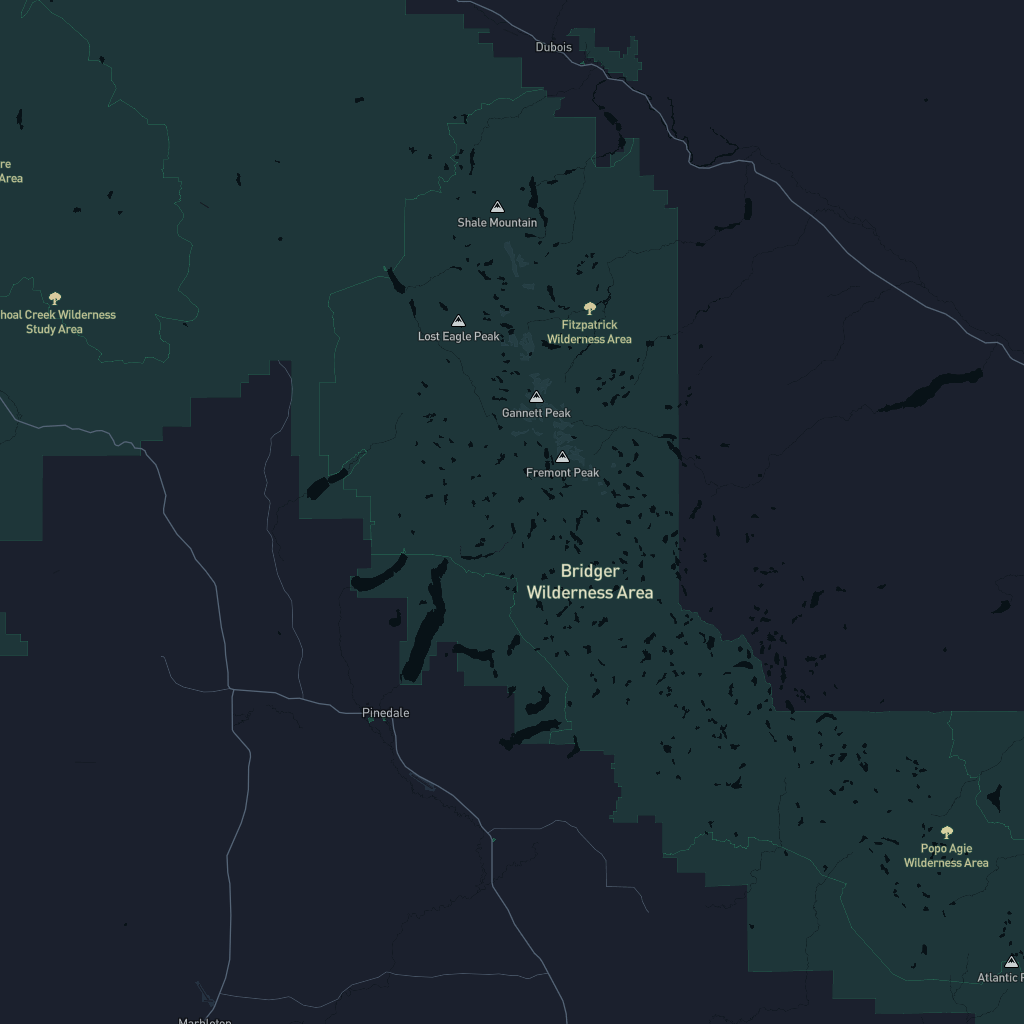 Dubois
re
Area
Shale Mountain
hoal Creek Wilderness
Study Area
Fitzpatrick
Wilderness Area
Lost Eagle Peak
Gannett Peak
Fremont Peak
Bridger
Wilderness Area
Pinedale
Popo Agie
Wilderness Area
Atlantic P
Marbleton